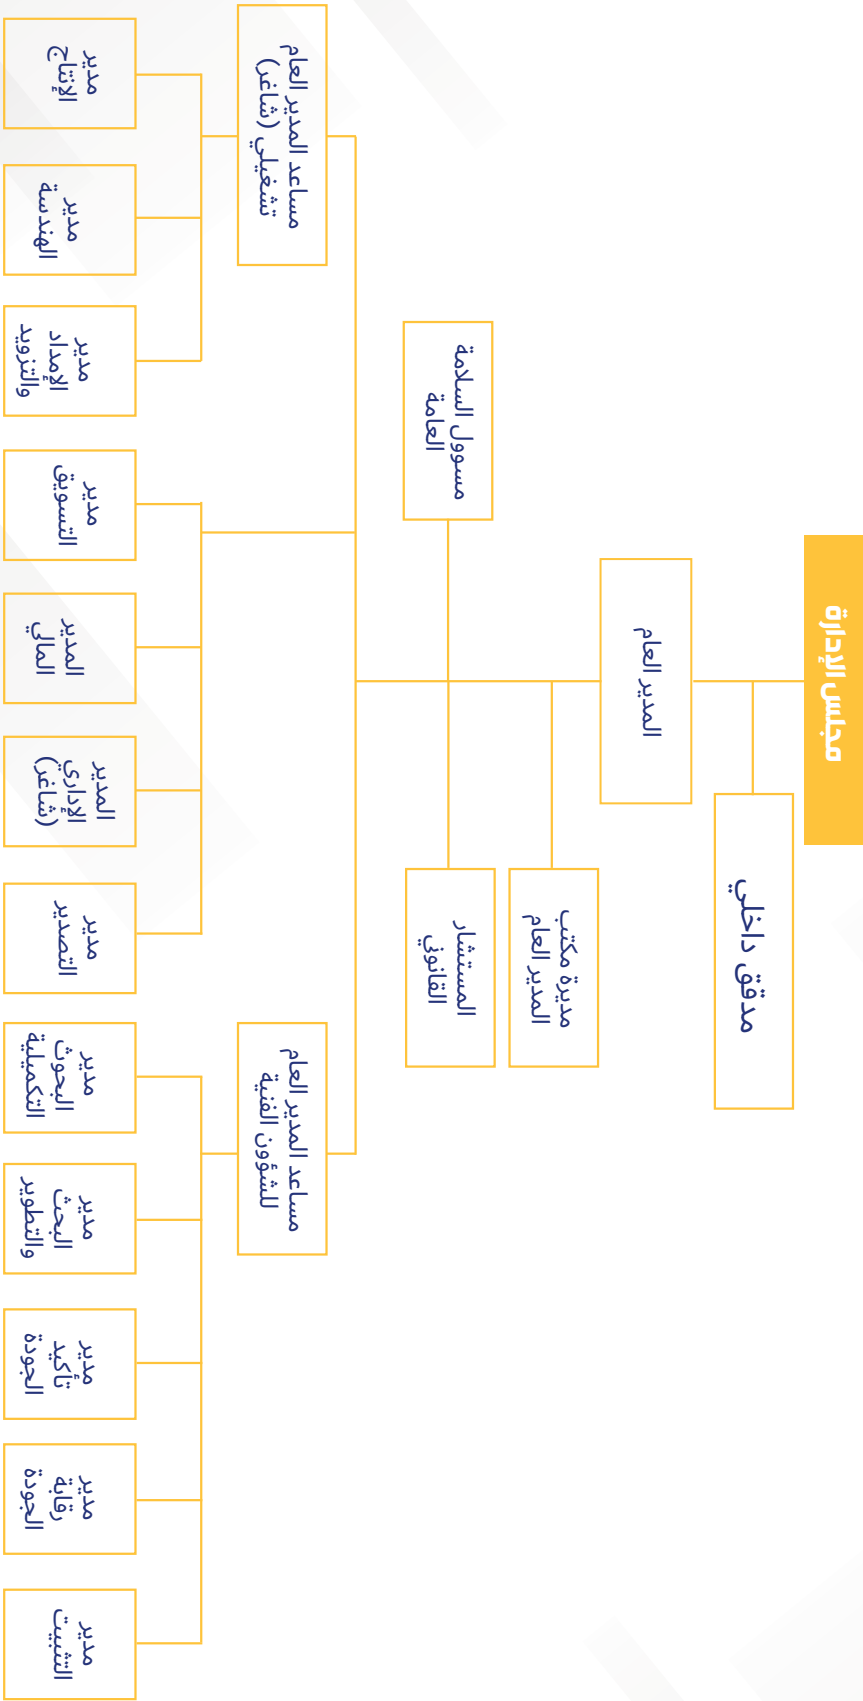 مجلس الإدارة
مدقق داخلي
المدير العام
مديرة مكتب
المدير العام
المستشار
القانوني
مسوول السلامة
العامة
مساعد المدير العام
للشؤون الفنية
مساعد المدير العام
تشغيلي (شاغر)
مدير
التثبيت
مدير
رقابة
الجودة
مدير
تأكيد
الجودة
مدير
البحث
والتطوير
مدير
البحوث
التكميلية
مدير
التصدير
المدير
الإداري
(شاغر)
المدير
المالي
مدير
التسويق
مدير
الإمداد
والتزويد
مدير
الهندسة
مدير
الإنتاج